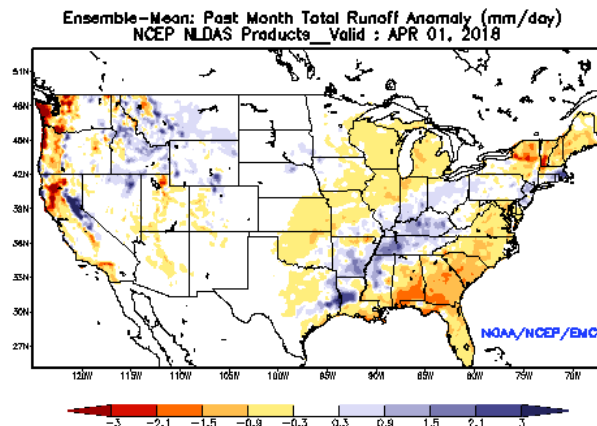 Ensemble-Mean: Past Month Total Runoff Anomaly (mm/day)
NCEP NLDAS Products__Valid : APR 01, 2018
51N
48N
45N
42N
39N
36N
33N
30N
27N
NOAA/NCEP/EMC
120W 115W 110W 105W 100W 95W 90W 85W 80W 75W 70W
-3 -2.1 -1.5 -0.9 -0.3 0.3 0.9 1.5 2.1 3